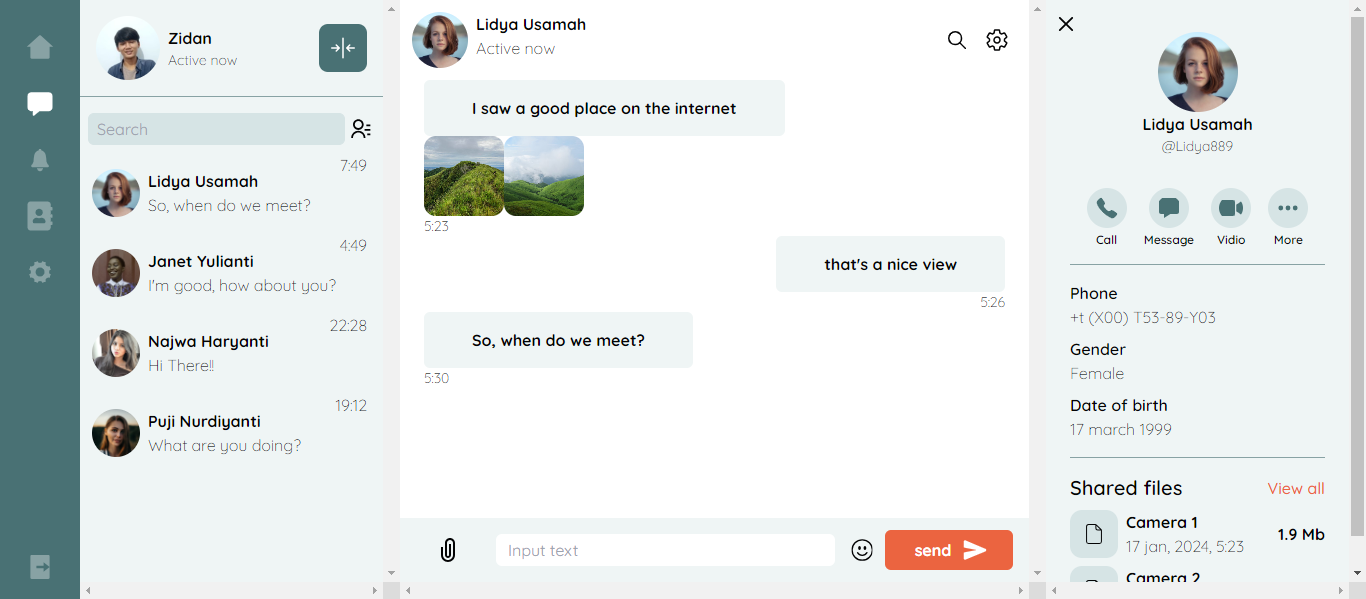 Zidan
Active now
Search
7:49
Lidya Usamah
So, when do we meet?
4:49
Janet Yulianti
I'm good, how about you?
22:28
Najwa Haryanti
Hi There!!
19:12
Puji Nurdiyanti
What are you doing?
Lidya Usamah
Active now
I saw a good place on the internet
5:23
that's a nice view
5:26
So, when do we meet?
5:30
Input text
send
Lidya Usamah
@Lidya889
Call Message Vidio More
Phone
+t (X00) T53-89-Y03
Gender
Female
Date of birth
17 march 1999
Shared files View all
Camera 1
17 jan, 2024, 5:23
1.9 Mb
Camera 2